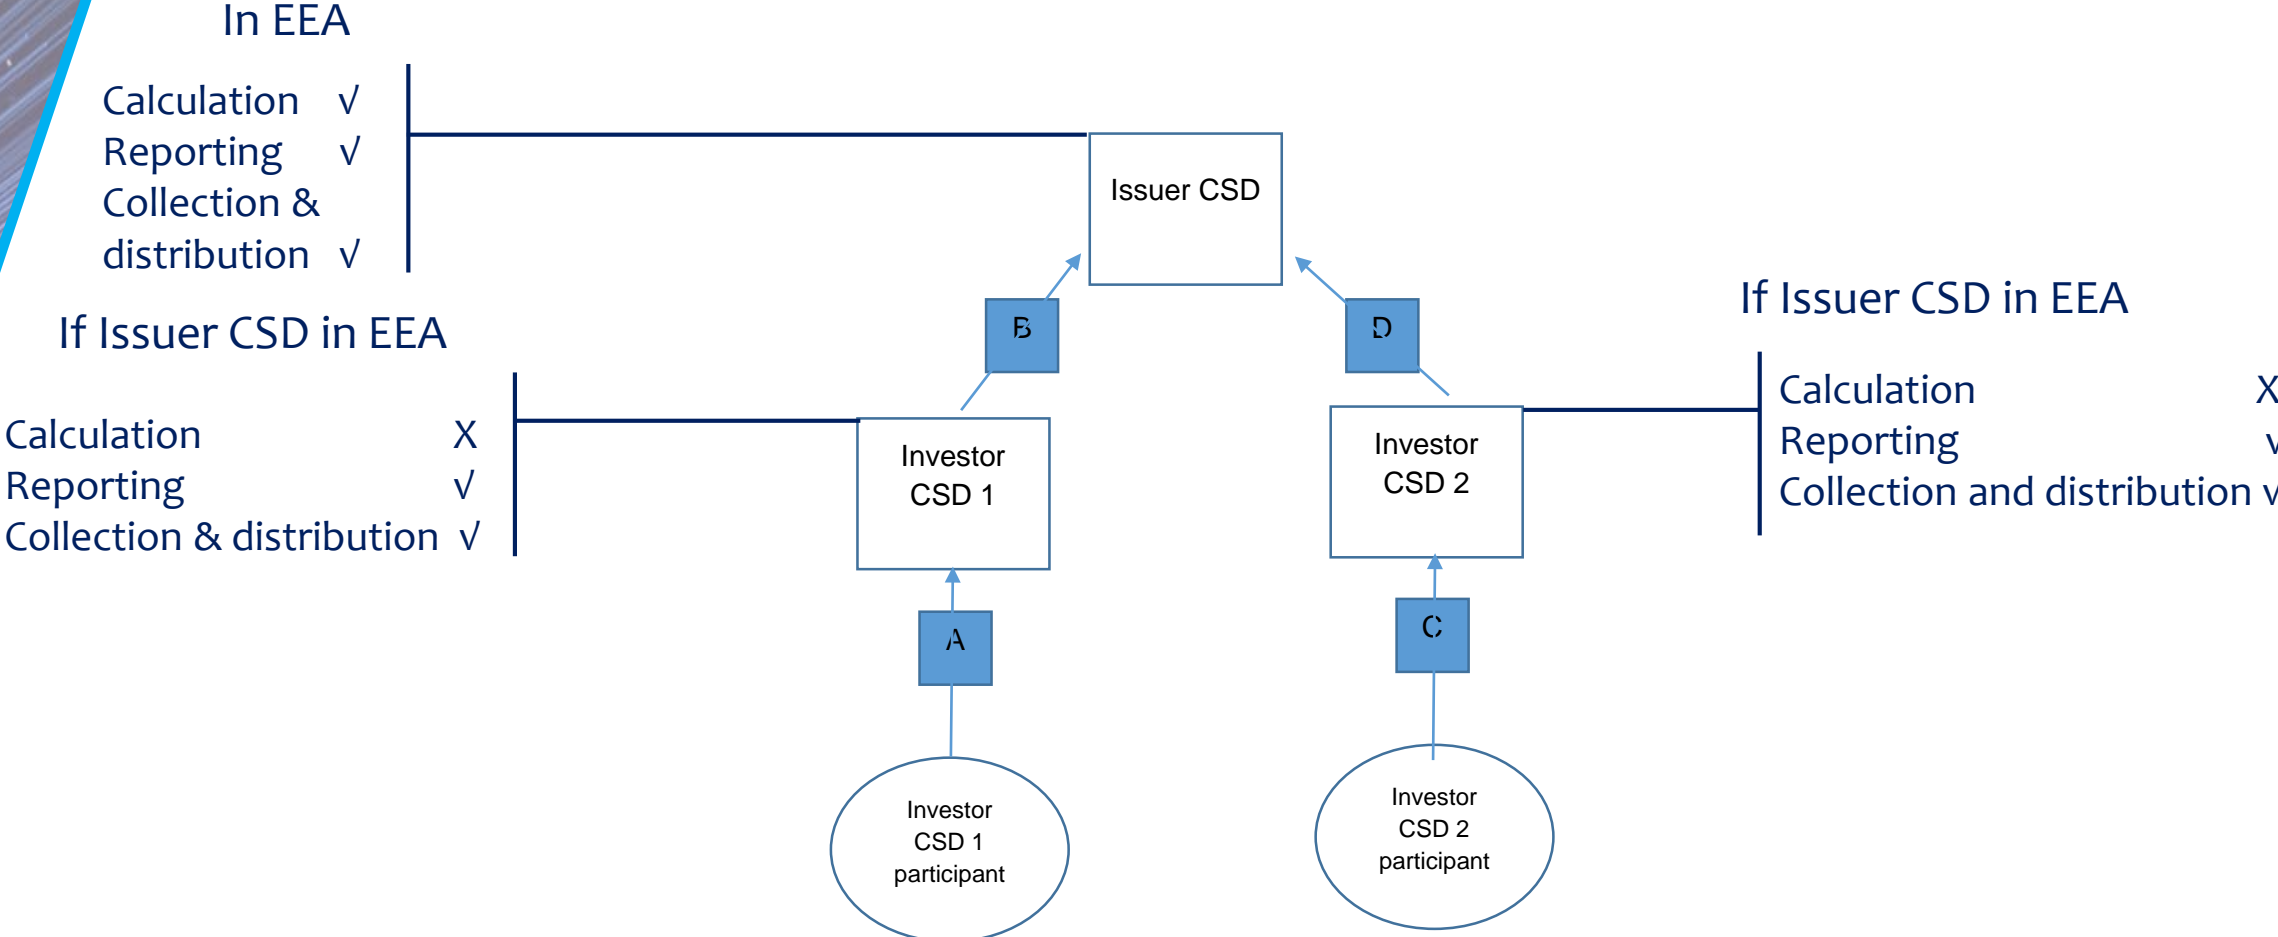 In EEA
Calculation √
Reporting √
Collection &
distribution √
Issuer CSD
If Issuer CSD in EEA
Calculation X
Reporting √
Collection & distribution √
B
D
If Issuer CSD in EEA
Calculation X
Reporting √
Collection and distribution √
Investor
CSD 1
Investor
CSD 2
A
C
Investor
CSD 1
participant
Investor
CSD 2
participant